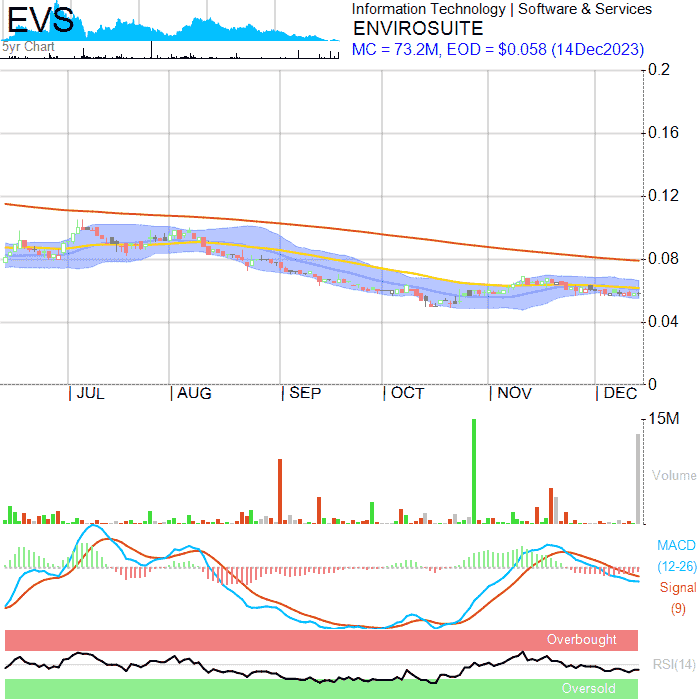 EVS
5yr Chart
Information Technology | Software & Services
ENVIROSUITE
MC = 73.2M, EOD = $0.058 (14Dec2023)
0.2
0.16
0.12
0.08
0.04
0
JUL AUG SEP OCT NOV DEC
15M
Volume
MACD
(12-26)
Signal
(9)
Overbought
RSI(14)
Oversold